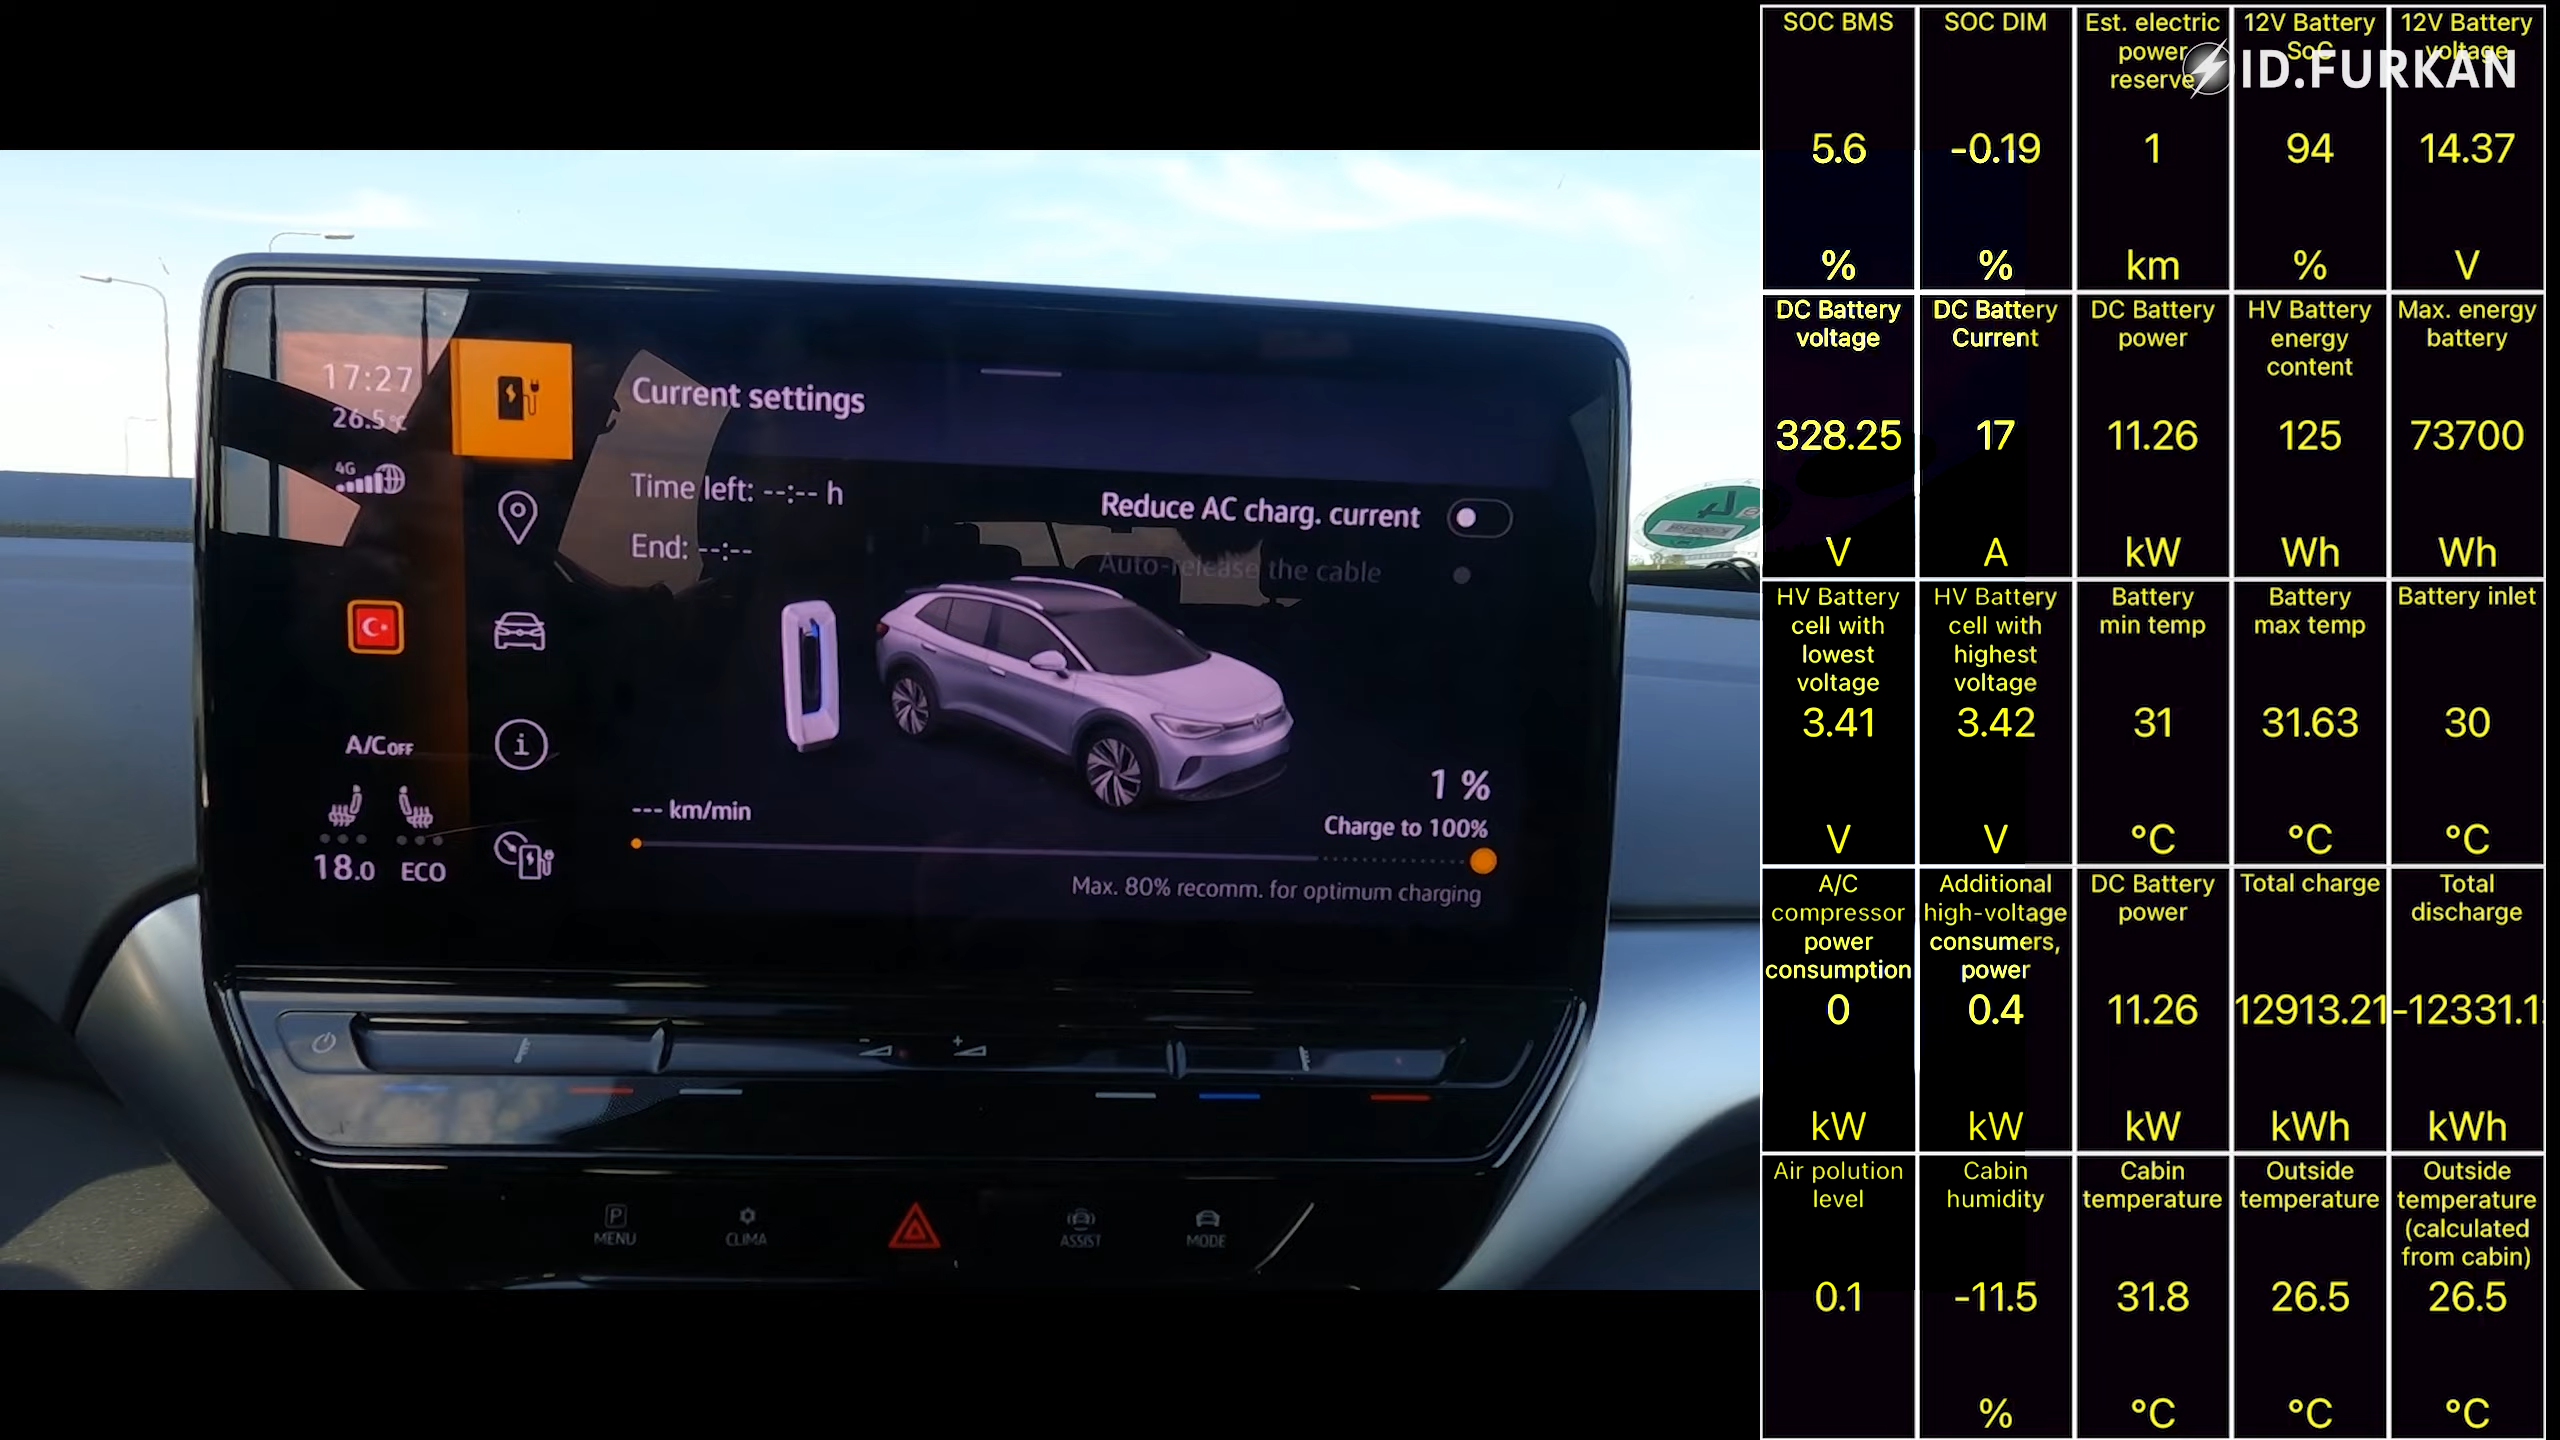 17:27
26.5°C
4G
A/C OFF
18.0 ECO
Current settings
Time left: --:-- h
End: --:--
Reduce AC charg. current
Auto-release the cable
1 %
--- km/min
Charge to 100%
Max. 80% recomm. for optimum charging
P
MENU
CLIMA
ASSIST
MODE
ID.FURKAN
SOC BMS
5.6
%
SOC DIM
-0.19
%
Est. electric
power
reserve
1
km
12V Battery
SoC
94
%
12V Battery
voltage
14.37
V
DC Battery
voltage
328.25
V
DC Battery
Current
17
A
DC Battery
power
11.26
kW
HV Battery
energy
content
125
Wh
Max. energy
battery
73700
Wh
HV Battery
cell with
lowest
voltage
3.41
V
HV Battery
cell with
highest
voltage
3.42
V
Battery
min temp
31
°C
Battery
max temp
31.63
°C
Battery inlet
30
°C
A/C
compressor
power
consumption
0
kW
Additional
high-voltage
consumers,
power
0.4
kW
DC Battery
power
11.26
kW
Total charge
12913.21
kWh
Total
discharge
-12331.1
kWh
Air polution
level
0.1
Cabin
humidity
-11.5
%
Cabin
temperature
31.8
°C
Outside
temperature
26.5
°C
Outside
temperature
(calculated
from cabin)
26.5
°C